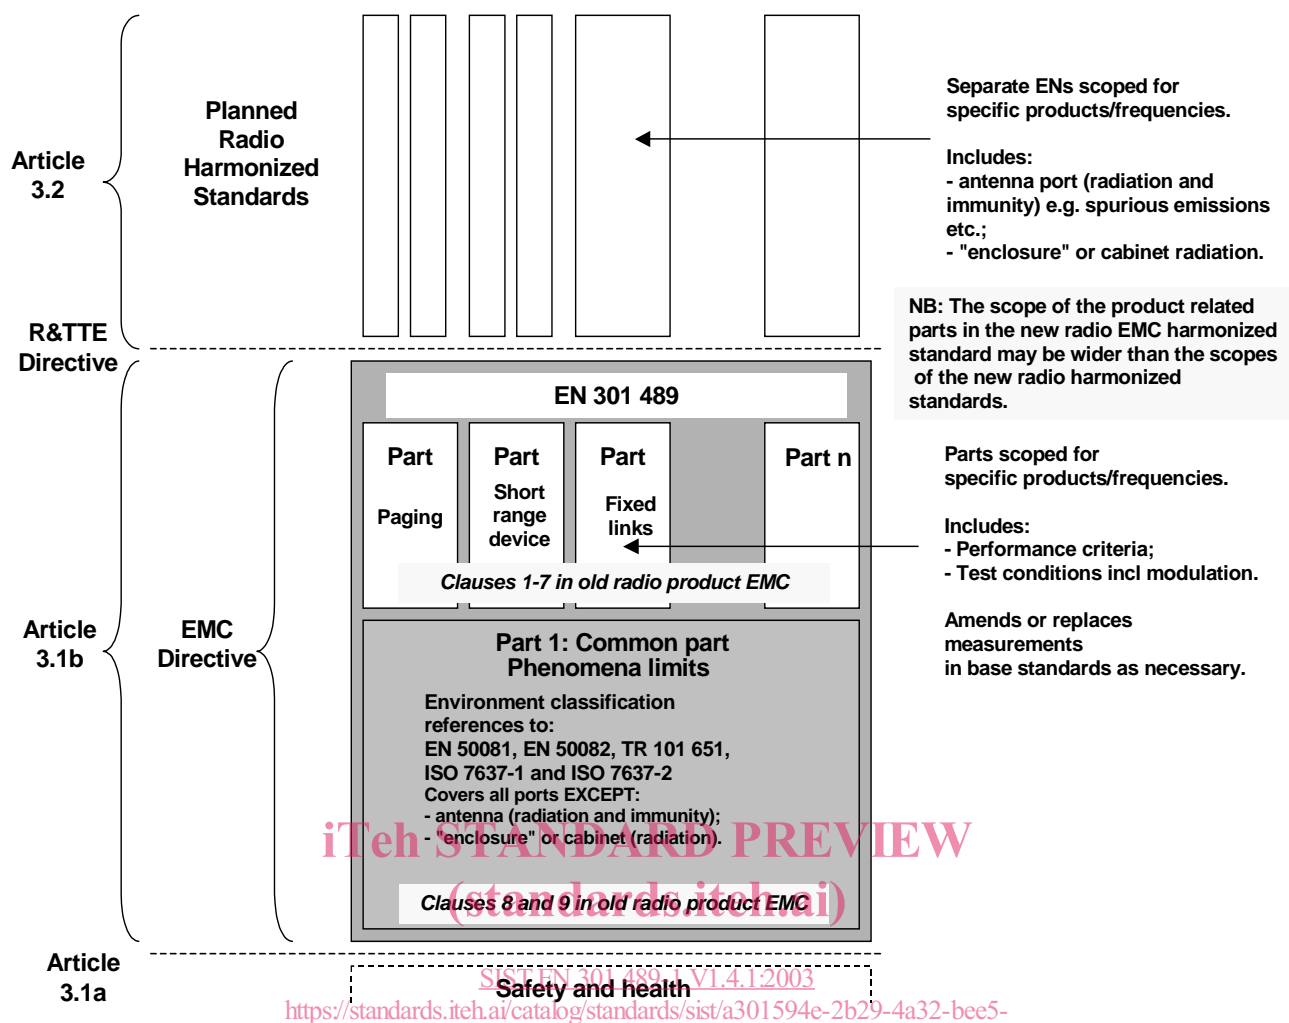 Article
3.2
Planned
Radio
Harmonized
Standards
Separate ENs scoped for
specific products/frequencies.
Includes:
- antenna port (radiation and
immunity) e.g. spurious emissions
etc.;
- "enclosure" or cabinet radiation.
R&TTE
Directive
NB: The scope of the product related
parts in the new radio EMC harmonized
standard may be wider than the scopes
of the new radio harmonized
standards.
EN 301 489
Part
Paging
Part
Short
range
device
Part
Fixed
links
Part n
Clauses 1-7 in old radio product EMC
Parts scoped for
specific products/frequencies.
Includes:
- Performance criteria;
- Test conditions incl modulation.
Amends or replaces
measurements
in base standards as necessary.
Article
3.1b
EMC
Directive
Part 1: Common part
Phenomena limits
Environment classification
references to:
EN 50081, EN 50082, TR 101 651,
ISO 7637-1 and ISO 7637-2
Covers all ports EXCEPT:
- antenna (radiation and immunity);
- "enclosure" or cabinet (radiation).
iTeh STANDARD PREVIEW
(standards.iteh.ai)
Clauses 8 and 9 in old radio product EMC
Article
3.1a
SIST EN 301 489-1 V1.4.1:2003
Safety and health
https://standards.iteh.ai/catalog/standards/sist/a301594e-2b29-4a32-bee5-